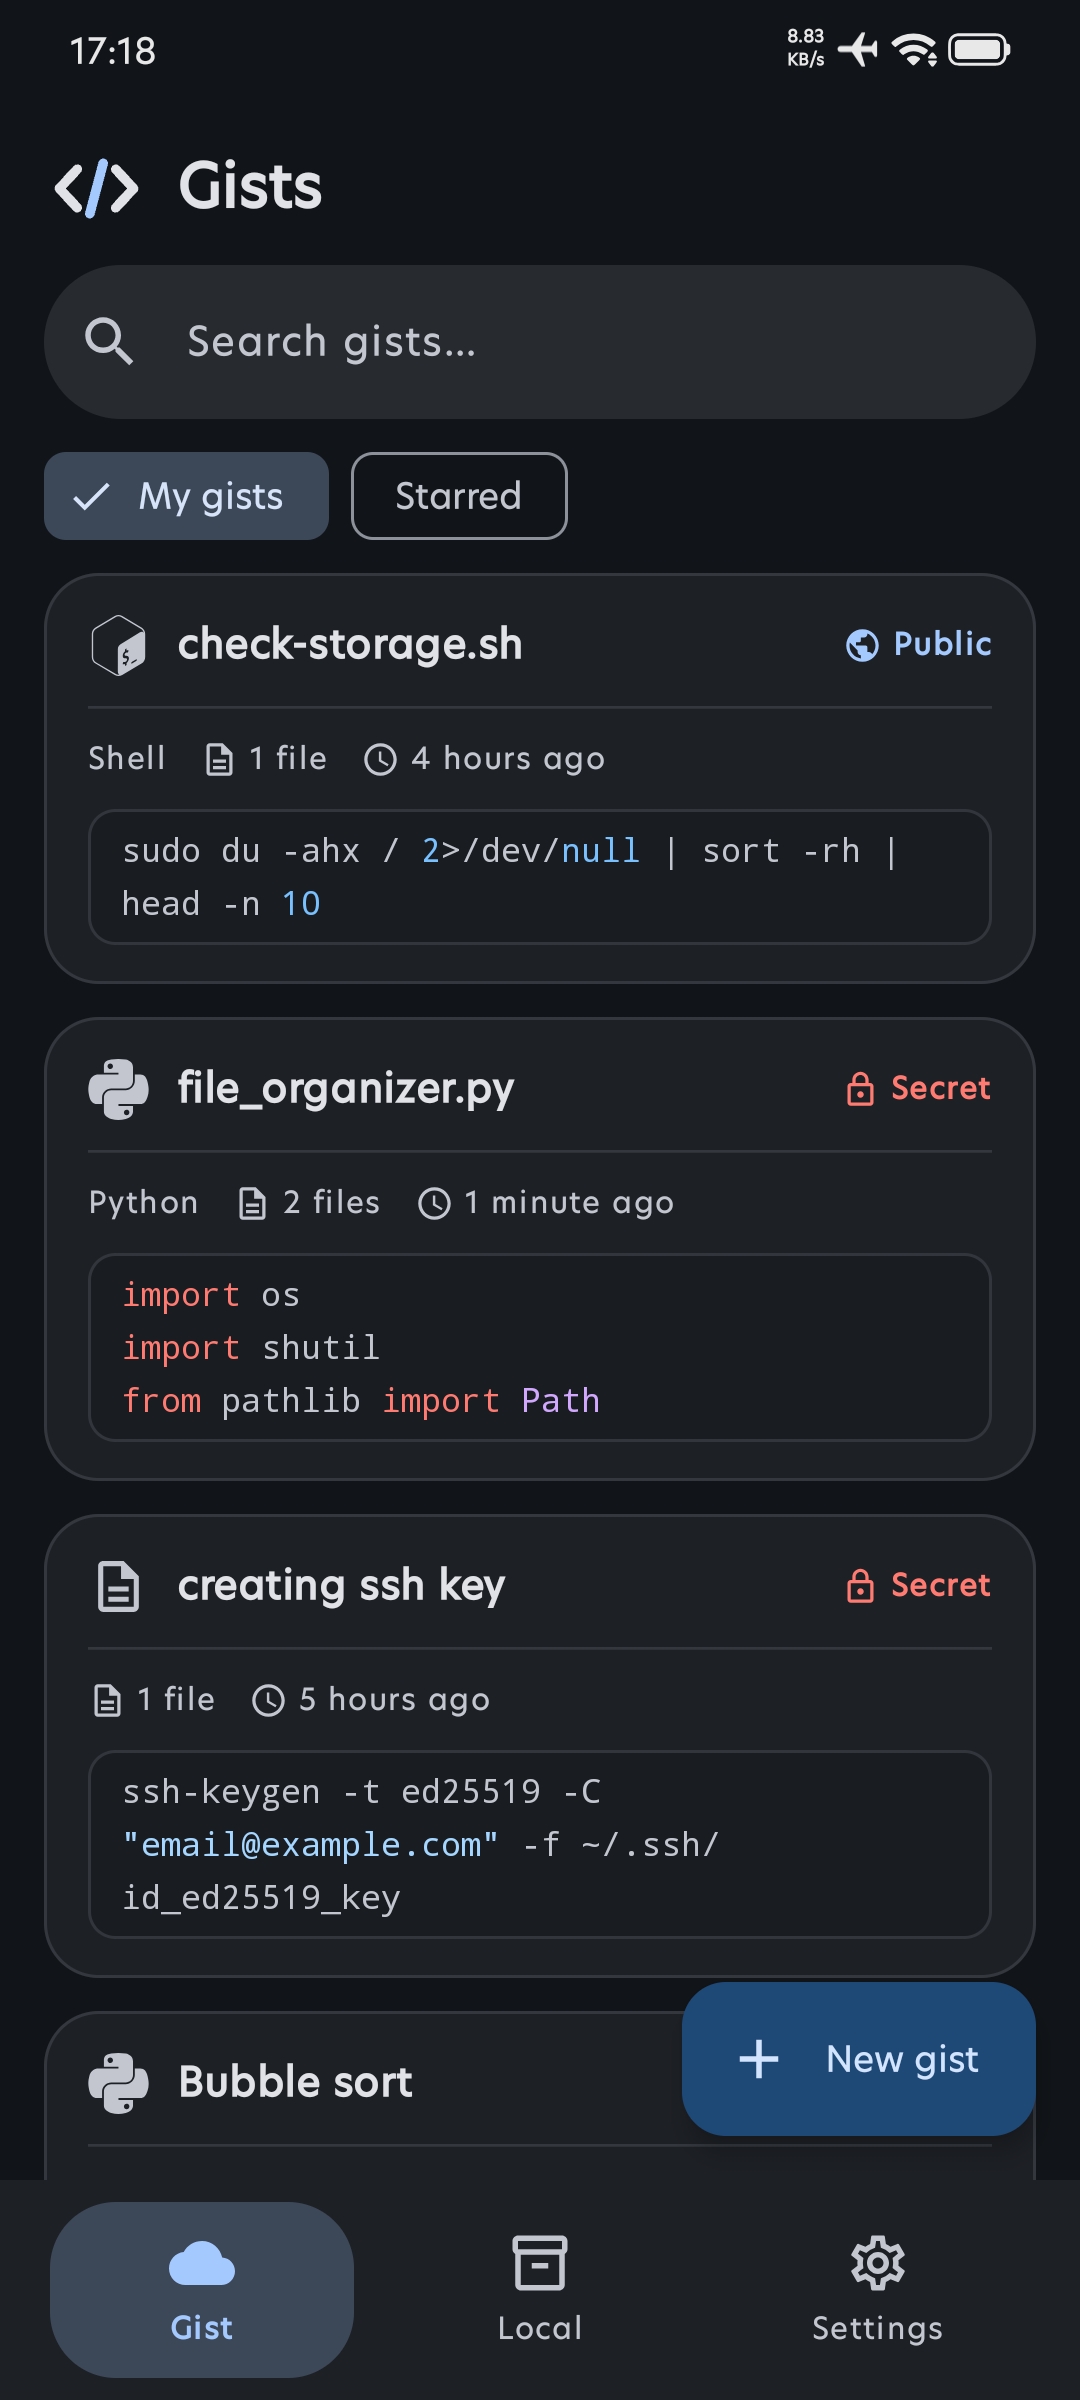 17:18
8.83
KB/s
</> Gists
Search gists...
My gists
Starred
check-storage.sh
Public
Shell
1 file
4 hours ago
sudo du -ahx / 2>/dev/null | sort -rh |
head -n 10
file_organizer.py
Secret
Python
2 files
1 minute ago
import os
import shutil
from pathlib import Path
creating ssh key
Secret
1 file
5 hours ago
ssh-keygen -t ed25519 -C
"email@example.com" -f ~/.ssh/
id_ed25519_key
Bubble sort
New gist
Gist
Local
Settings